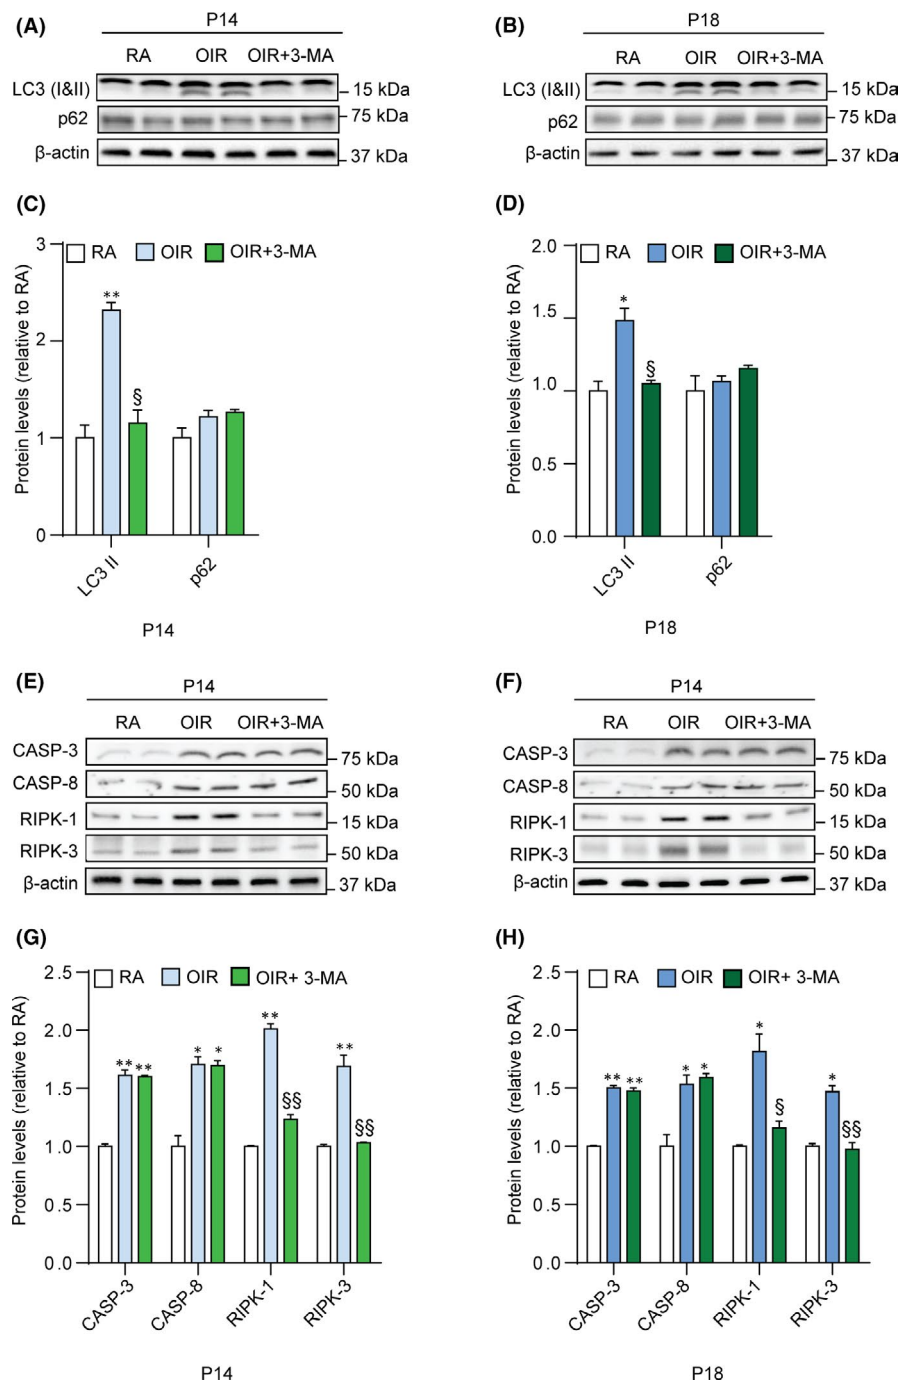 (A)
P14
RA OIR OIR+3-MA
LC3 (I&II)
15 kDa
p62
75 kDa
β-actin
37 kDa
(B)
P18
RA OIR OIR+3-MA
LC3 (I&II)
15 kDa
p62
75 kDa
β-actin
37 kDa
(C)
RA OIR OIR+3-MA
Protein levels (relative to RA)
3
2
1
0
**
§
LC3 II
p62
P14
(D)
RA OIR OIR+3-MA
Protein levels (relative to RA)
2.0
1.5
1.0
0.5
0.0
*
§
LC3 II
p62
P18
(E)
P14
RA OIR OIR+3-MA
CASP-3
75 kDa
CASP-8
50 kDa
RIPK-1
15 kDa
RIPK-3
50 kDa
β-actin
37 kDa
(F)
P14
RA OIR OIR+3-MA
CASP-3
75 kDa
CASP-8
50 kDa
RIPK-1
15 kDa
RIPK-3
50 kDa
β-actin
37 kDa
(G)
RA OIR OIR+ 3-MA
Protein levels (relative to RA)
2.5
2.0
1.5
1.0
0.5
0.0
** **
* *
**
§§
**
§§
CASP-3
CASP-8
RIPK-1
RIPK-3
P14
(H)
RA OIR OIR+ 3-MA
Protein levels (relative to RA)
2.5
2.0
1.5
1.0
0.5
0.0
** **
* *
*
§
*
§§
CASP-3
CASP-8
RIPK-1
RIPK-3
P18